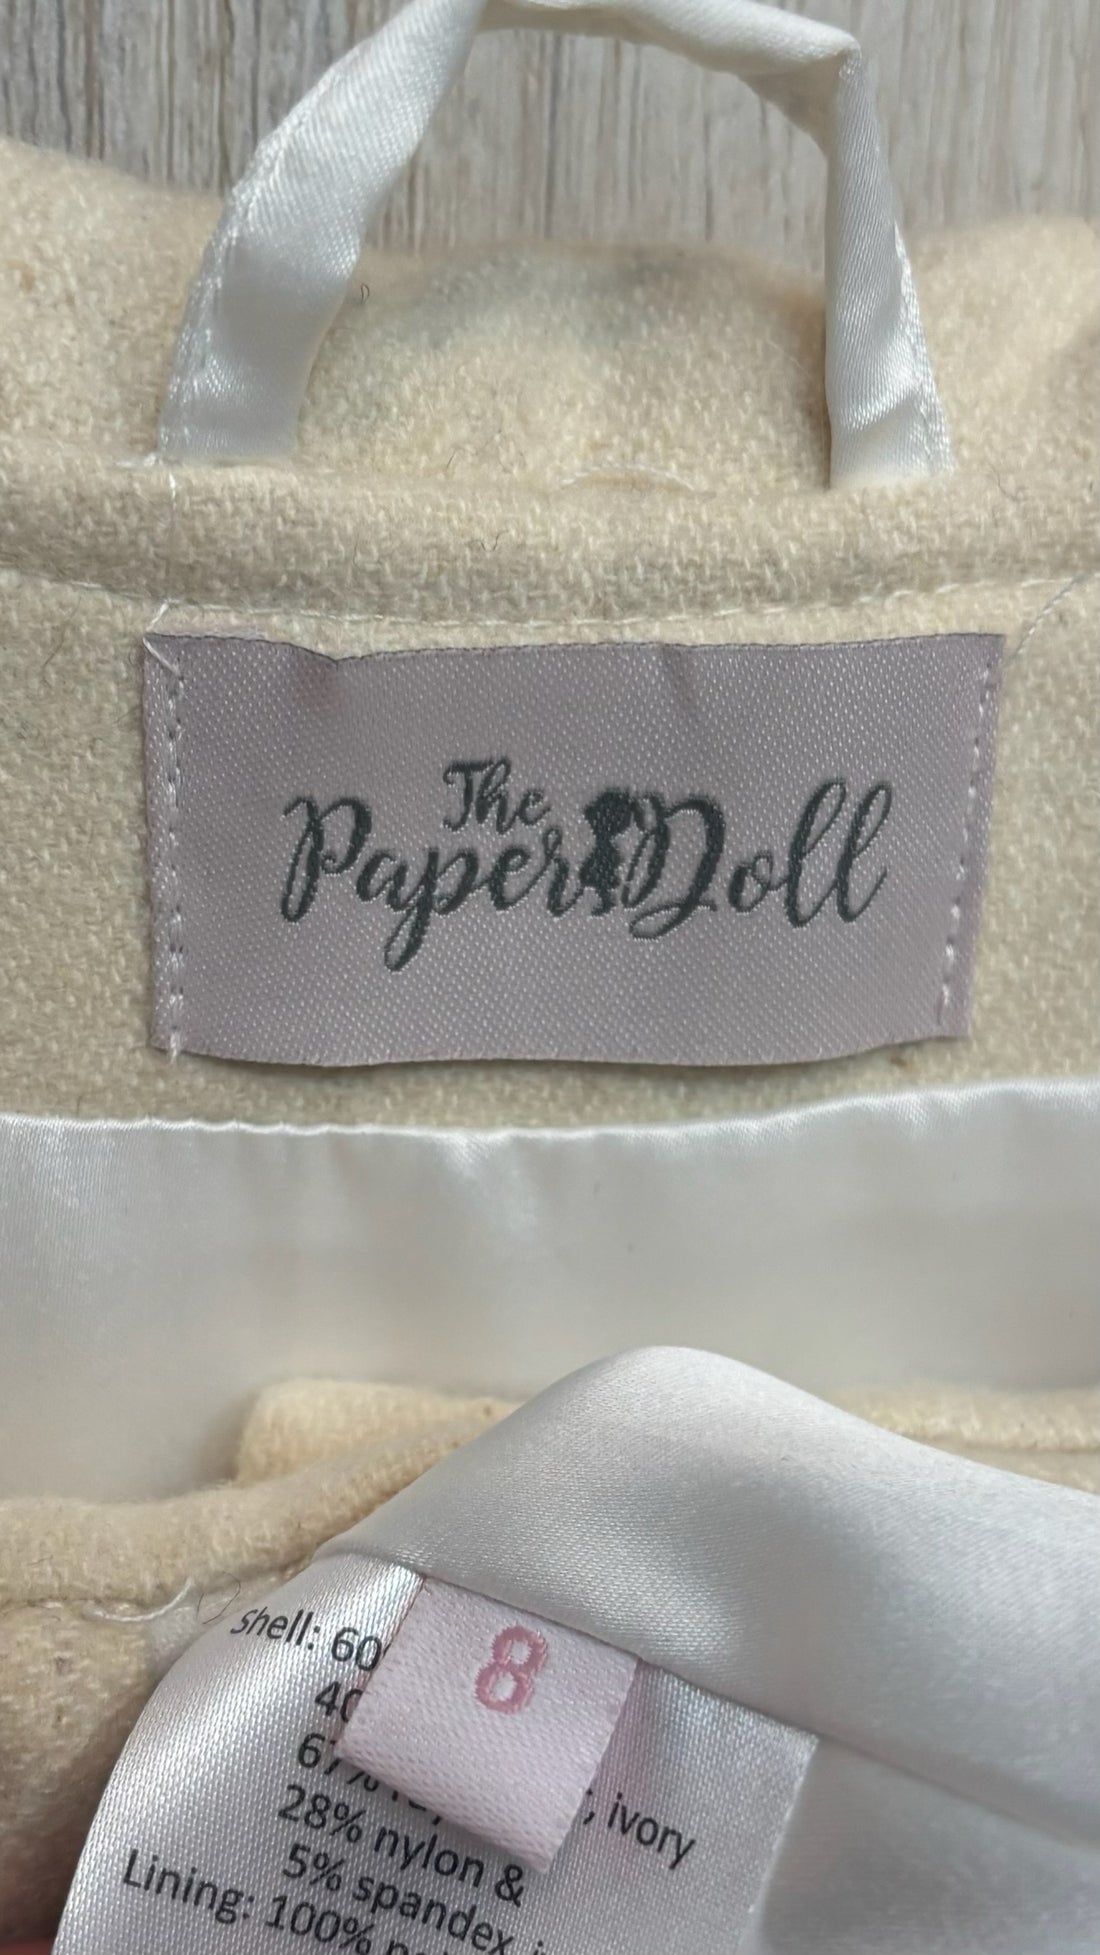 The
Paper Doll
8
shell: 60
40
67%
; ivory
28% nylon &
5% spandex
Lining: 100%